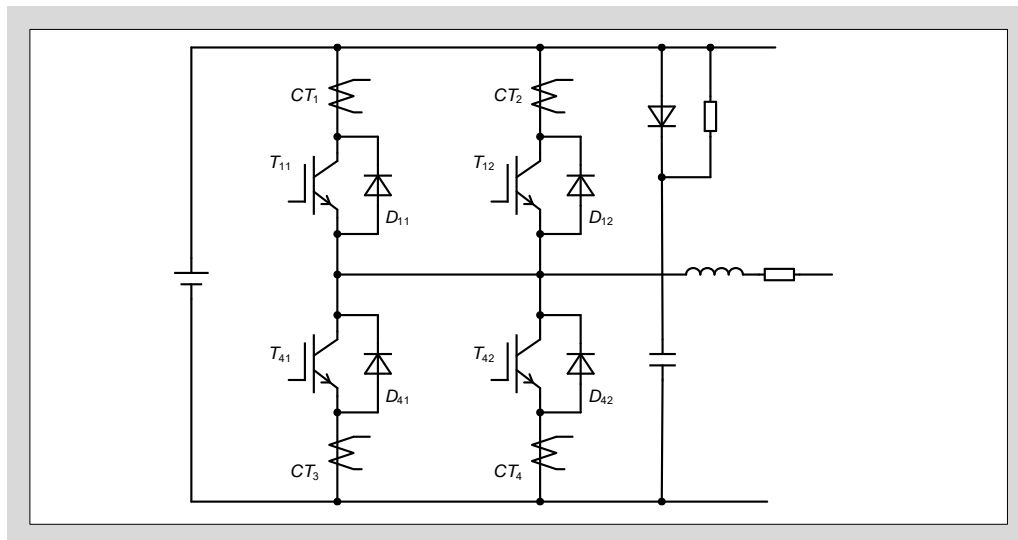 CT₁
CT₂
T₁₁
T₁₂
D₁₁
D₁₂
T₄₁
T₄₂
D₄₁
D₄₂
CT₃
CT₄